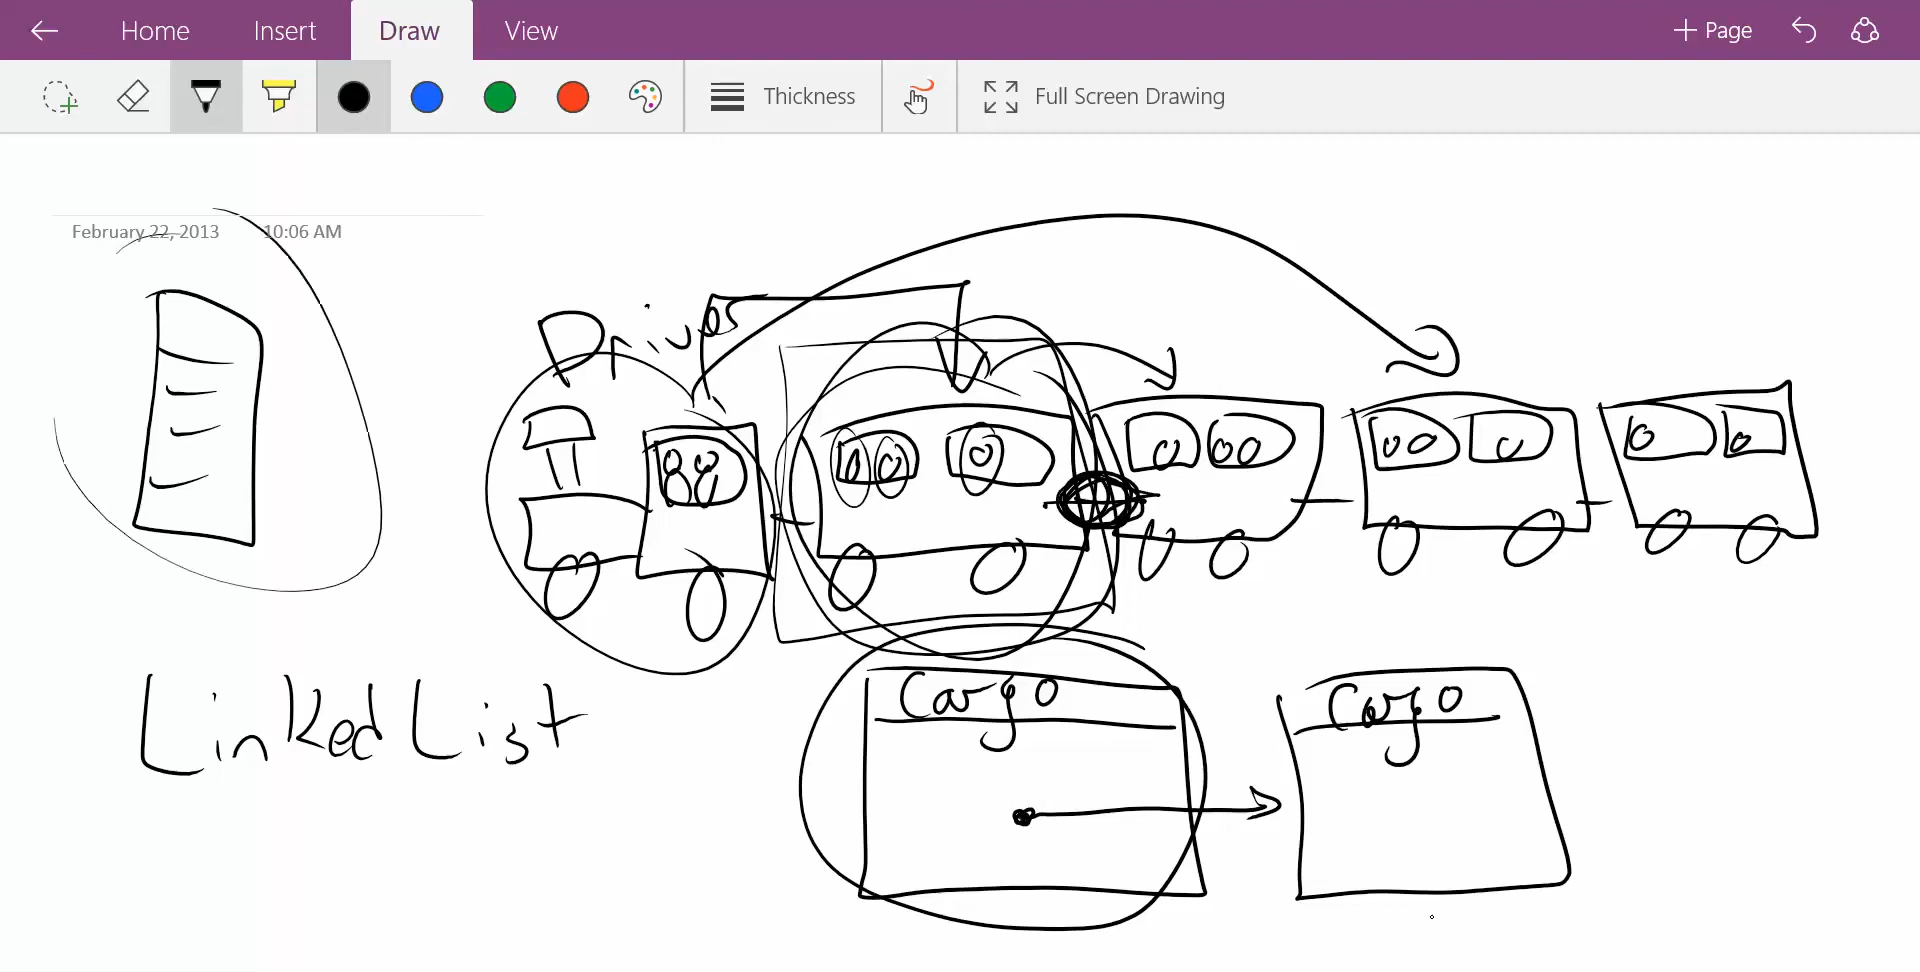 Home Insert Draw View + Page
Thickness Full Screen Drawing
February 22, 2013 10:06 AM
Driver
Linked List
Cargo Cargo